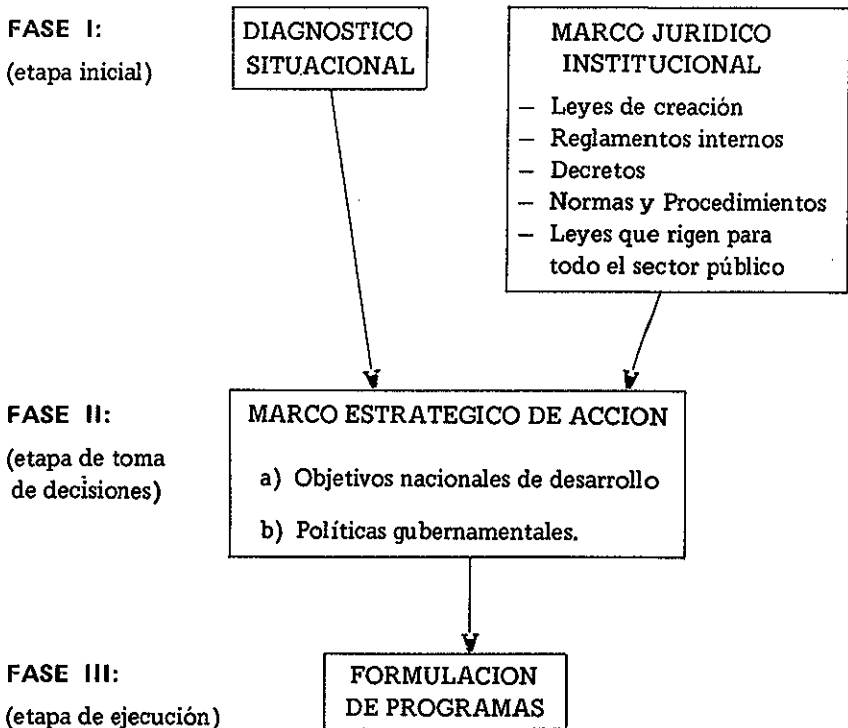 FASE I:
(etapa inicial)
DIAGNOSTICO
SITUACIONAL
MARCO JURIDICO
INSTITUCIONAL
– Leyes de creación
– Reglamentos internos
– Decretos
– Normas y Procedimientos
– Leyes que rigen para
todo el sector público
FASE II:
(etapa de toma
de decisiones)
MARCO ESTRATEGICO DE ACCION
a) Objetivos nacionales de desarrollo
b) Políticas gubernamentales.
FASE III:
(etapa de ejecución)
FORMULACION
DE PROGRAMAS